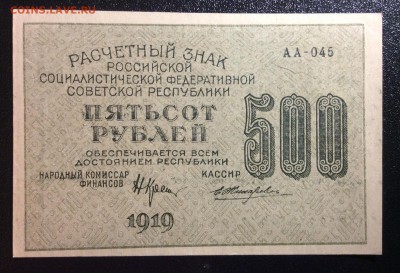 COINS.LAVE.RU
РАСЧЕТНЫЙ ЗНАК
РОССИЙСКОЙ
СОЦИАЛИСТИЧЕСКОЙ ФЕДЕРАТИВНОЙ
СОВЕТСКОЙ РЕСПУБЛИКИ
АА-045
ПЯТЬСОТ
РУБЛЕЙ
500
ОБЕСПЕЧИВАЕТСЯ ВСЕМ
ДОСТОЯНИЕМ РЕСПУБЛИКИ
НАРОДНЫЙ КОМИССАР
ФИНАНСОВ
КАССИР
1919